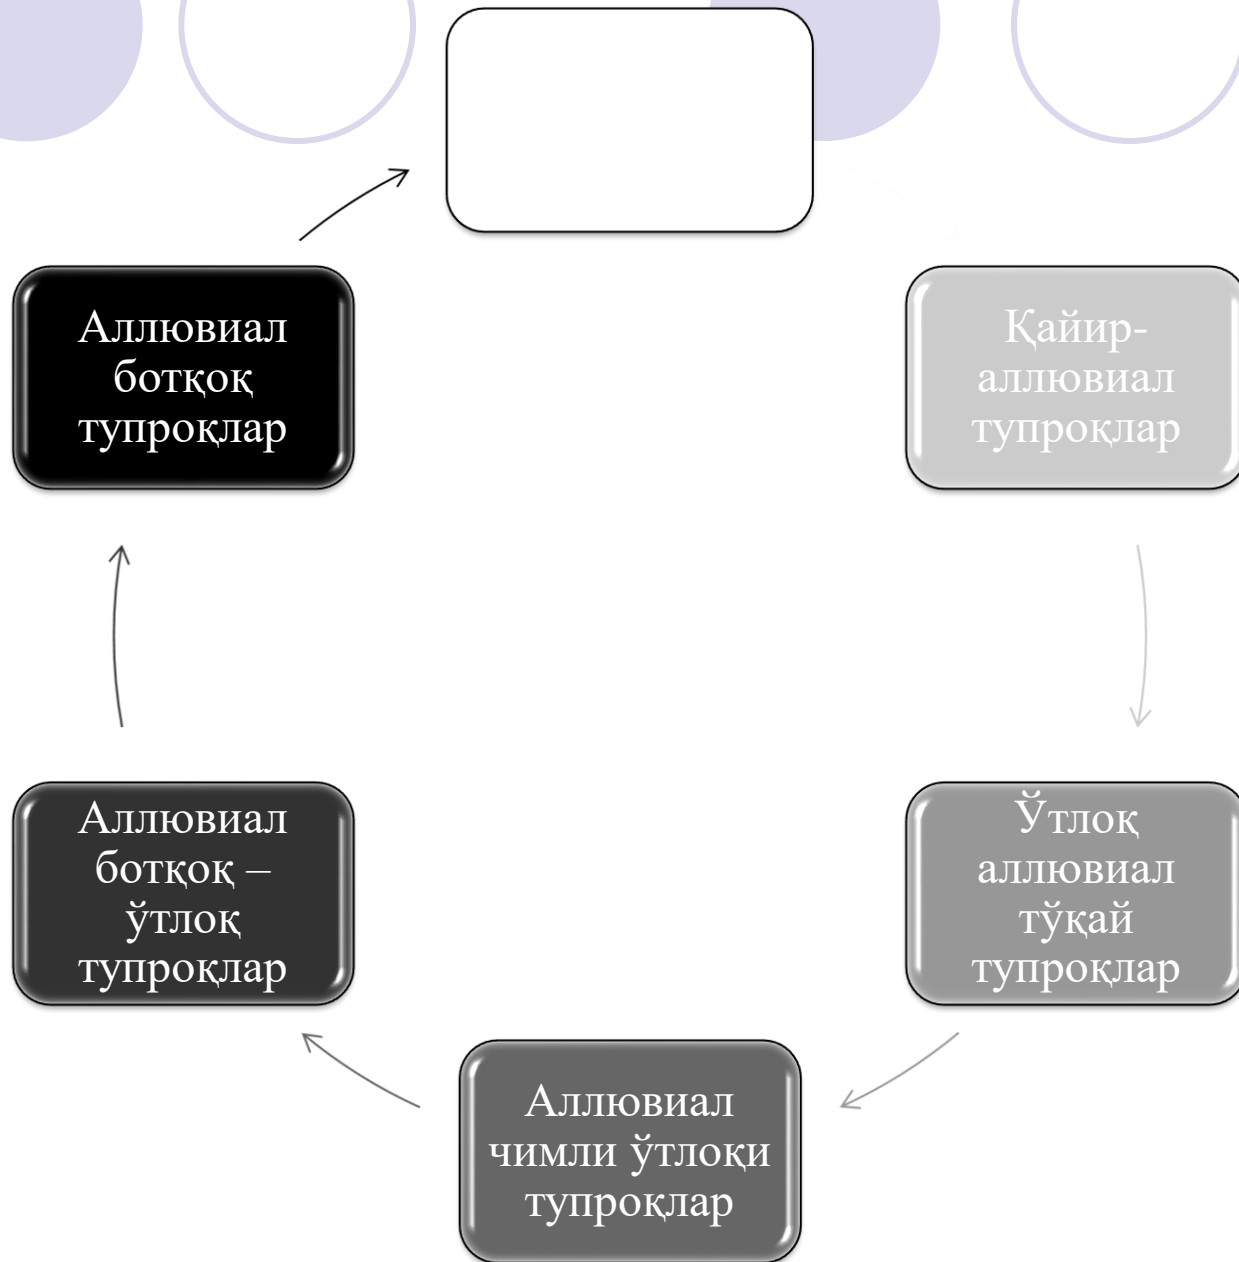 Аллювиал
ботқоқ
тупроқлар
Қайир-
аллювиал
тупроқлар
Аллювиал
ботқоқ –
ўтлоқ
тупроқлар
Ўтлоқ
аллювиал
тўқай
тупроқлар
Аллювиал
чимли ўтлоқи
тупроқлар